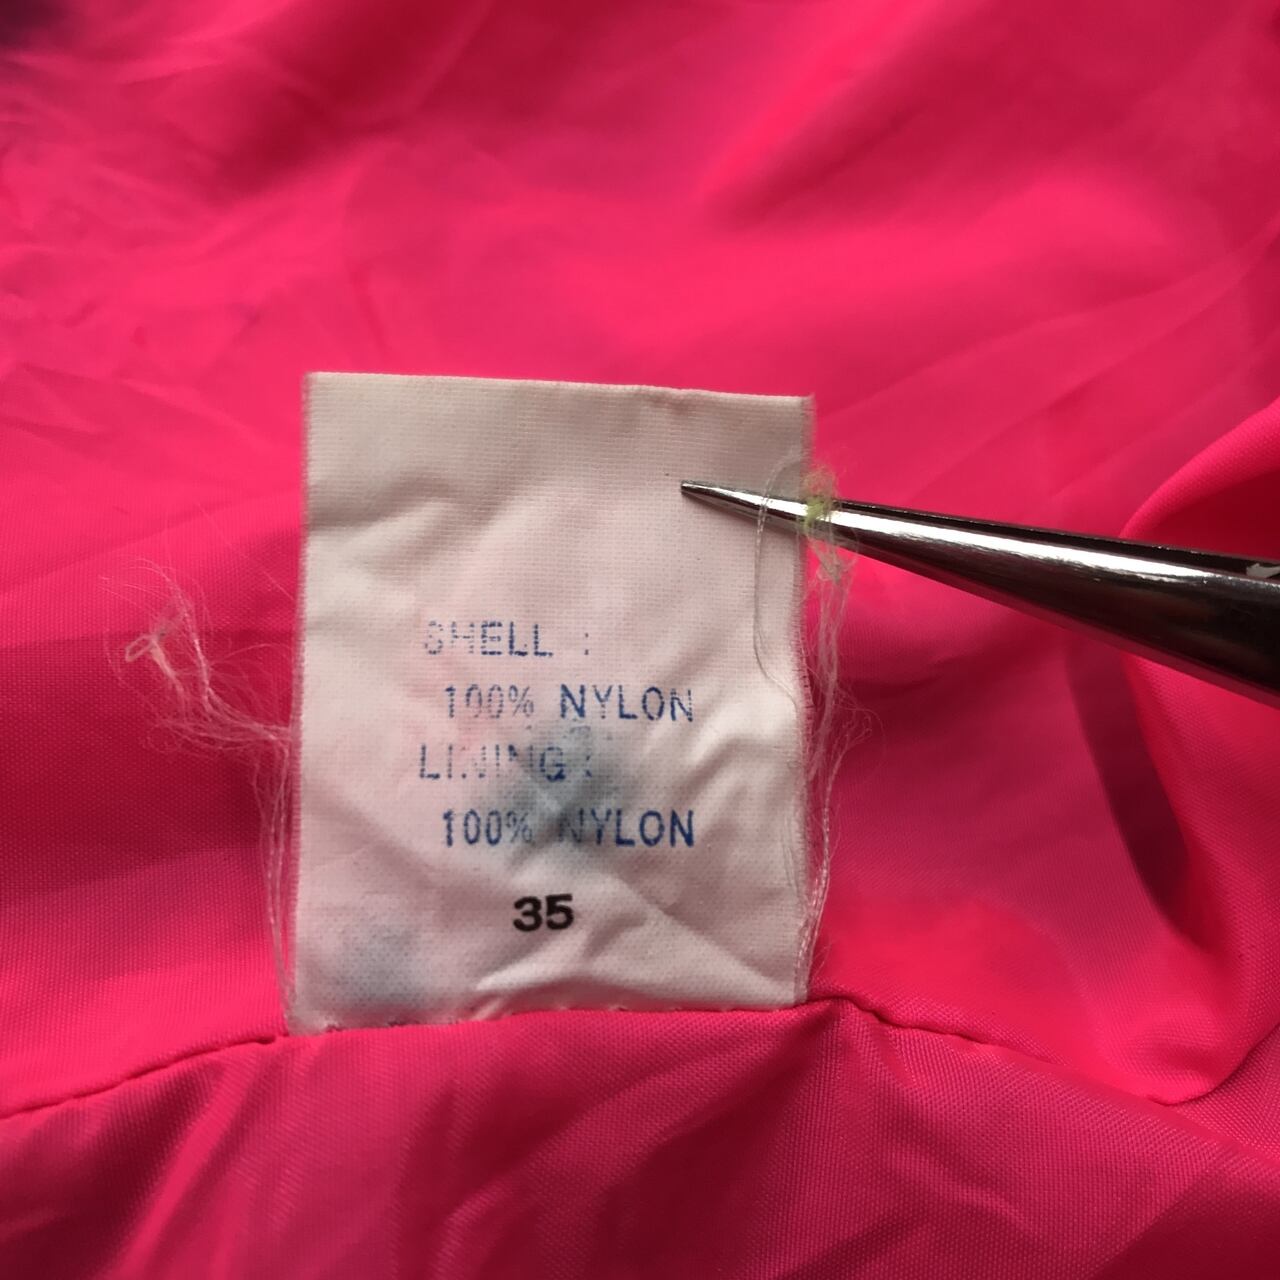 SHELL :
100% NYLON
LINING :
100% NYLON
35